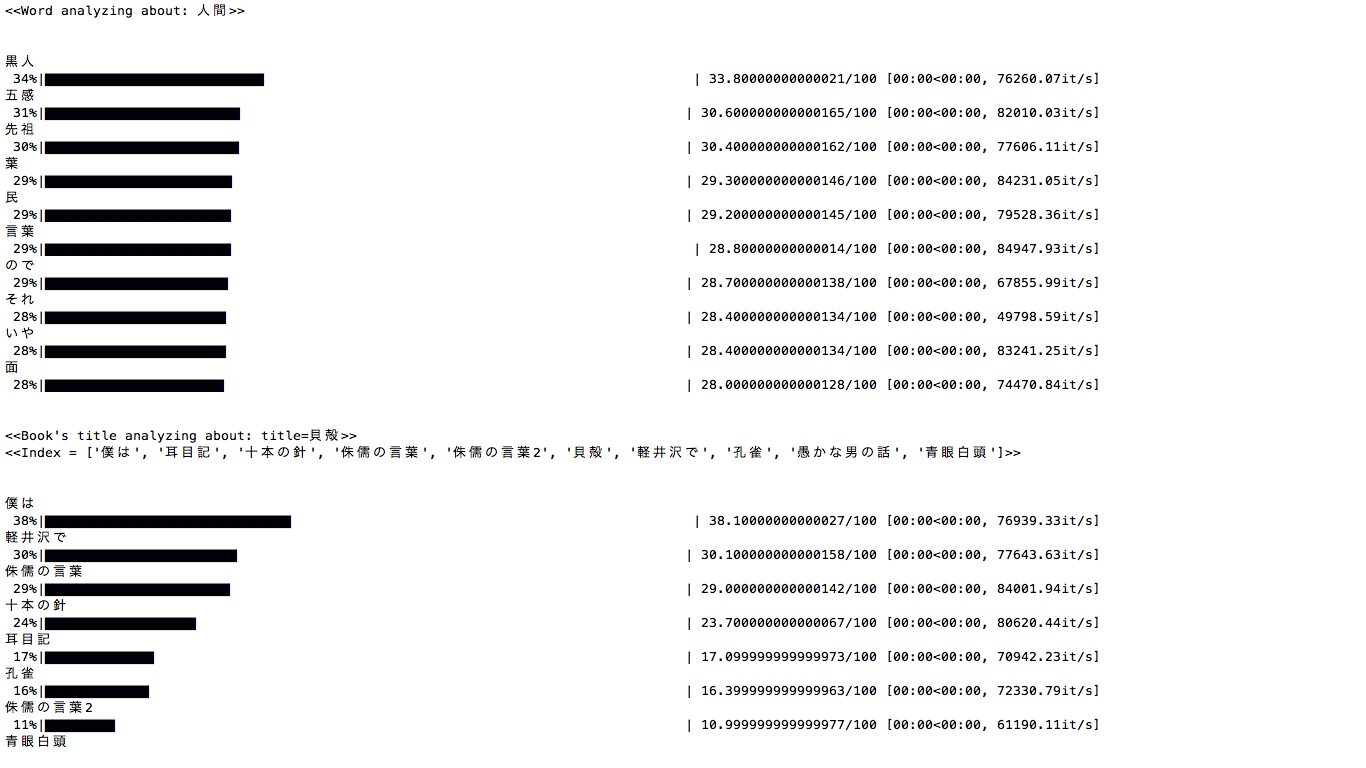 <<Word analyzing about: 人間>>
黒人
34%| | 33.80000000000021/100 [00:00<00:00, 76260.07it/s]
五感
31%| | 30.600000000000165/100 [00:00<00:00, 82010.03it/s]
先祖
30%| | 30.400000000000162/100 [00:00<00:00, 77606.11it/s]
葉
29%| | 29.300000000000146/100 [00:00<00:00, 84231.05it/s]
民
29%| | 29.200000000000145/100 [00:00<00:00, 79528.36it/s]
言葉
29%| | 28.80000000000014/100 [00:00<00:00, 84947.93it/s]
ので
29%| | 28.700000000000138/100 [00:00<00:00, 67855.99it/s]
それ
28%| | 28.400000000000134/100 [00:00<00:00, 49798.59it/s]
いや
28%| | 28.400000000000134/100 [00:00<00:00, 83241.25it/s]
面
28%| | 28.000000000000128/100 [00:00<00:00, 74470.84it/s]
<<Book's title analyzing about: title=貝殻>>
<<Index = ['僕は', '耳目記', '十本の針', '侏儒の言葉', '侏儒の言葉2', '貝殻', '軽井沢で', '孔雀', '愚かな男の話', '青眼白頭']>>
僕は
38%| | 38.10000000000027/100 [00:00<00:00, 76939.33it/s]
軽井沢で
30%| | 30.100000000000158/100 [00:00<00:00, 77643.63it/s]
侏儒の言葉
29%| | 29.000000000000142/100 [00:00<00:00, 84001.94it/s]
十本の針
24%| | 23.700000000000067/100 [00:00<00:00, 80620.44it/s]
耳目記
17%| | 17.099999999999973/100 [00:00<00:00, 70942.23it/s]
孔雀
16%| | 16.399999999999963/100 [00:00<00:00, 72330.79it/s]
侏儒の言葉2
11%| | 10.999999999999977/100 [00:00<00:00, 61190.11it/s]
青眼白頭